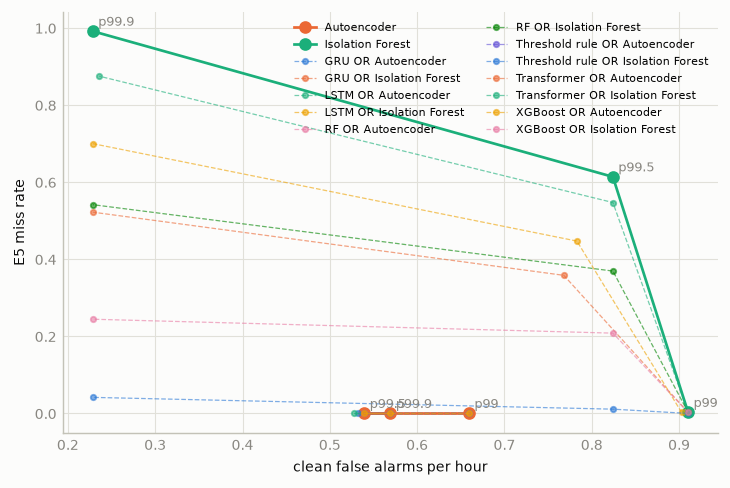 p99.9
Autoencoder
Isolation Forest
GRU OR Autoencoder
GRU OR Isolation Forest
LSTM OR Autoencoder
LSTM OR Isolation Forest
RF OR Autoencoder
RF OR Isolation Forest
Threshold rule OR Autoencoder
Threshold rule OR Isolation Forest
Transformer OR Autoencoder
Transformer OR Isolation Forest
XGBoost OR Autoencoder
XGBoost OR Isolation Forest
p99.5
p99.5
p99.9
p99
p99
1.0
0.8
0.6
0.4
0.2
0.0
E5 miss rate
0.2
0.3
0.4
0.5
0.6
0.7
0.8
0.9
clean false alarms per hour